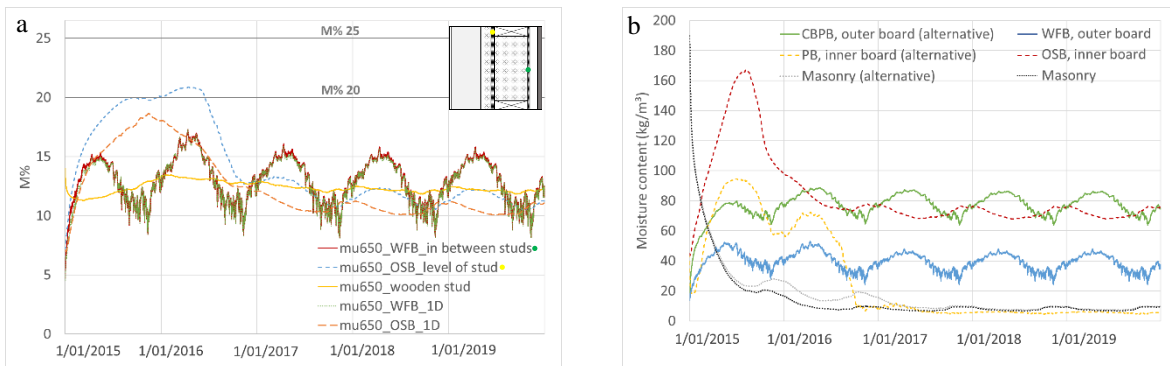 a
M%
25
20
15
10
5
0
M% 25
M% 20
mu650_WFB_in between studs
mu650_OSB_level of stud
mu650_wooden stud
mu650_WFB_1D
mu650_OSB_1D
1/01/2015 1/01/2016 1/01/2017 1/01/2018 1/01/2019
b
Moisture content (kg/m³)
200
180
160
140
120
100
80
60
40
20
0
CBPB, outer board (alternative) WFB, outer board
PB, inner board (alternative) OSB, inner board
Masonry (alternative) Masonry
1/01/2015 1/01/2016 1/01/2017 1/01/2018 1/01/2019